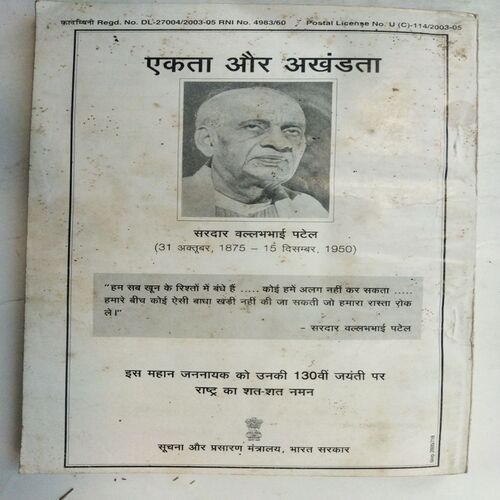 कादम्बिनी Regd. No. DL-27004/2003-05 RNI No. 4983/60 Postal License No. U (C)-114/2003-05
एकता और अखंडता
सरदार वल्लभभाई पटेल
(31 अक्तूबर, 1875 – 15 दिसम्बर, 1950)
"हम सब खून के रिश्तों में बंधे हैं ..... कोई हमें अलग नहीं कर सकता .....
हमारे बीच कोई ऐसी बाधा खड़ी नहीं की जा सकती जो हमारा रास्ता रोक
ले।"
- सरदार वल्लभभाई पटेल
इस महान जननायक को उनकी 130वीं जयंती पर
राष्ट्र का शत-शत नमन
सूचना और प्रसारण मंत्रालय, भारत सरकार